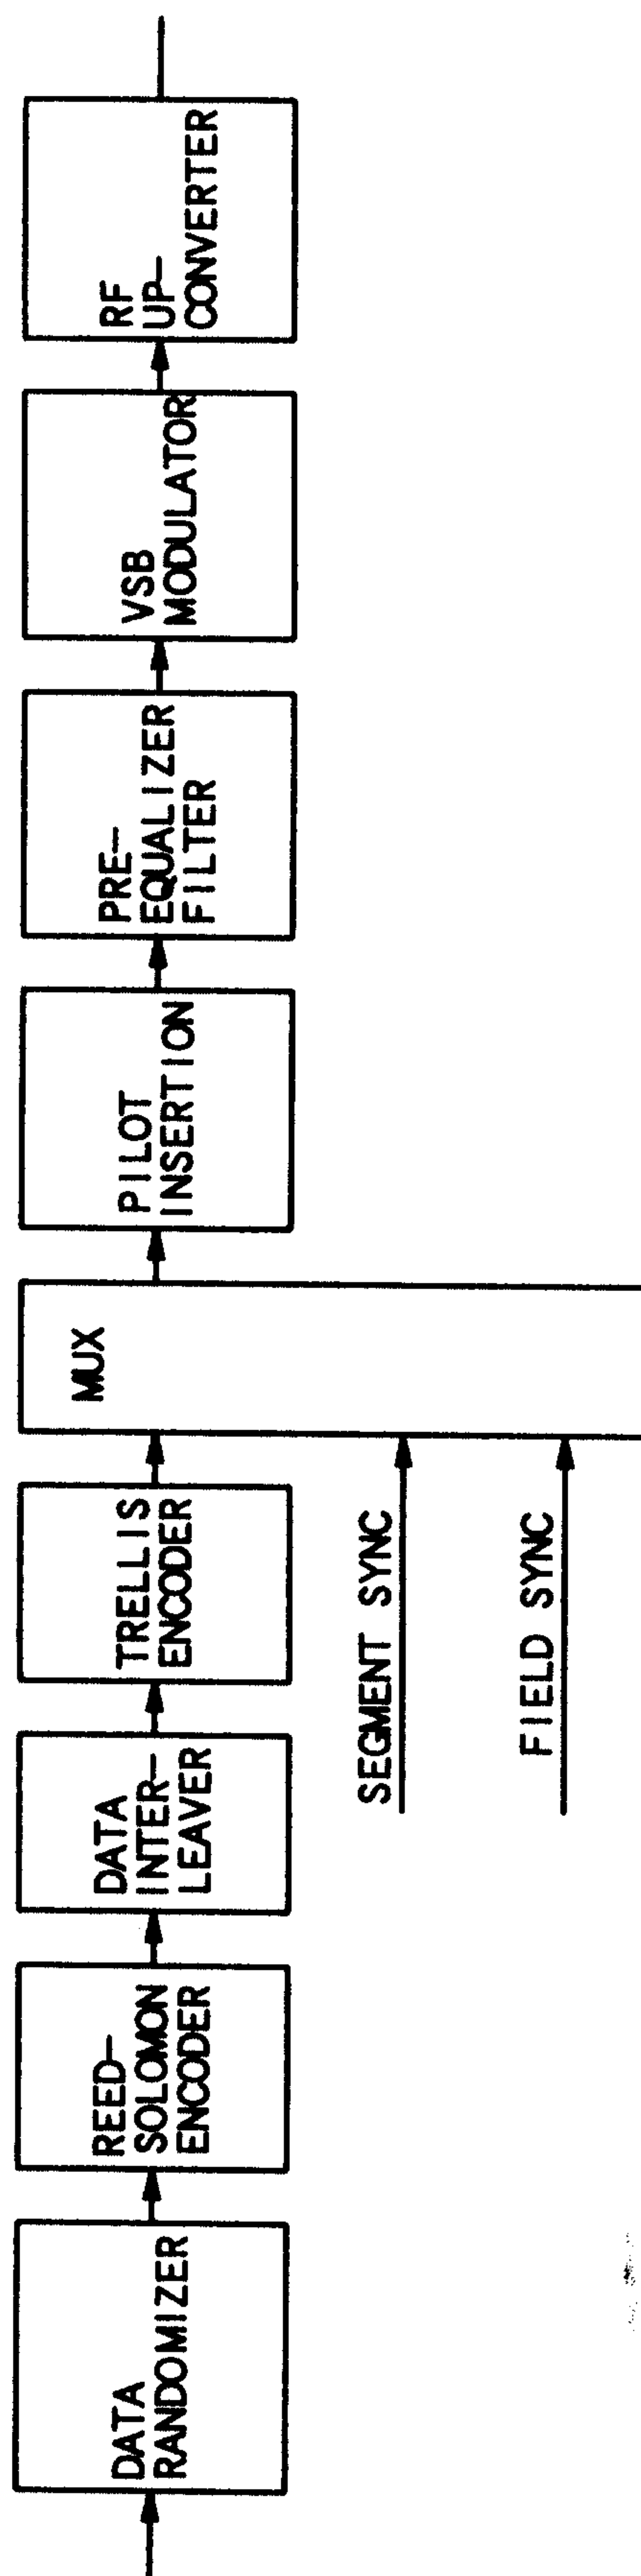 DATA
RANDOMIZER
REED-
SOLOMON
ENCODER
DATA
INTER-
LEAVER
TRELLIS
ENCODER
SEGMENT SYNC
FIELD SYNC
MUX
PILOT
INSERTION
PRE-
EQUALIZER
FILTER
VSB
MODULATOR
RF
UP-
CONVERTER